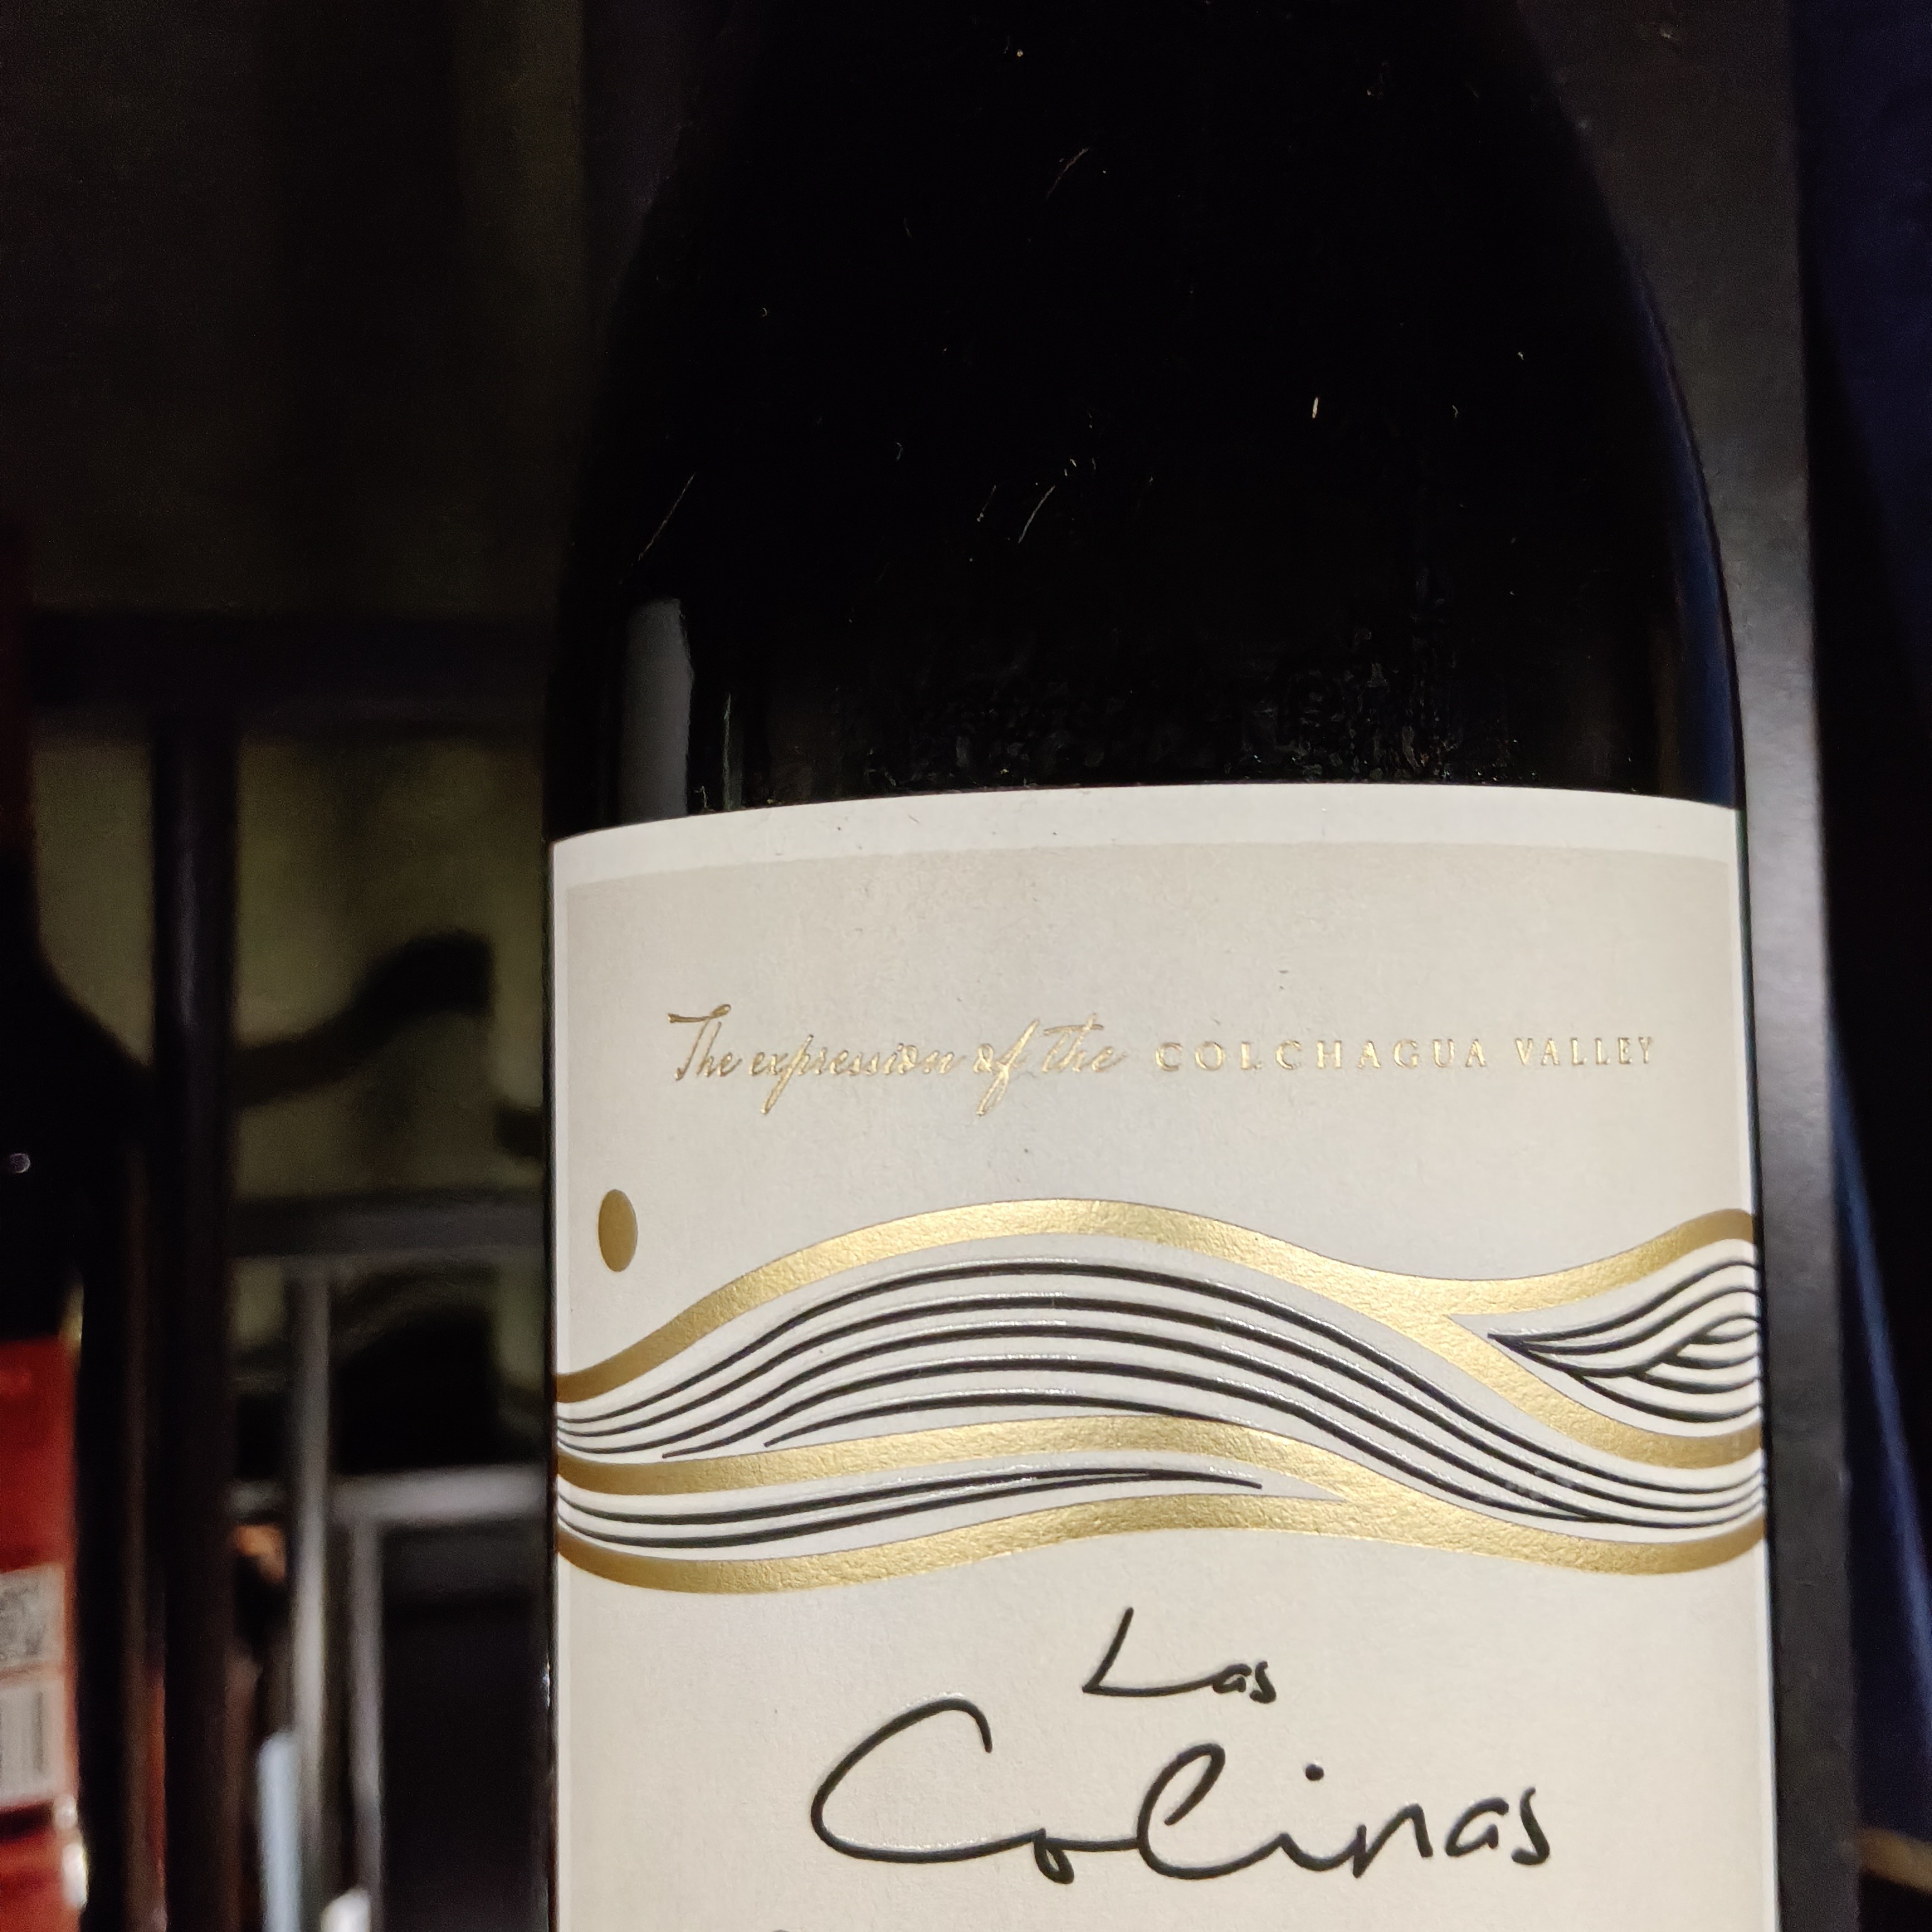 The expression of the COLCHAGUA VALLEY
Las
Colinas